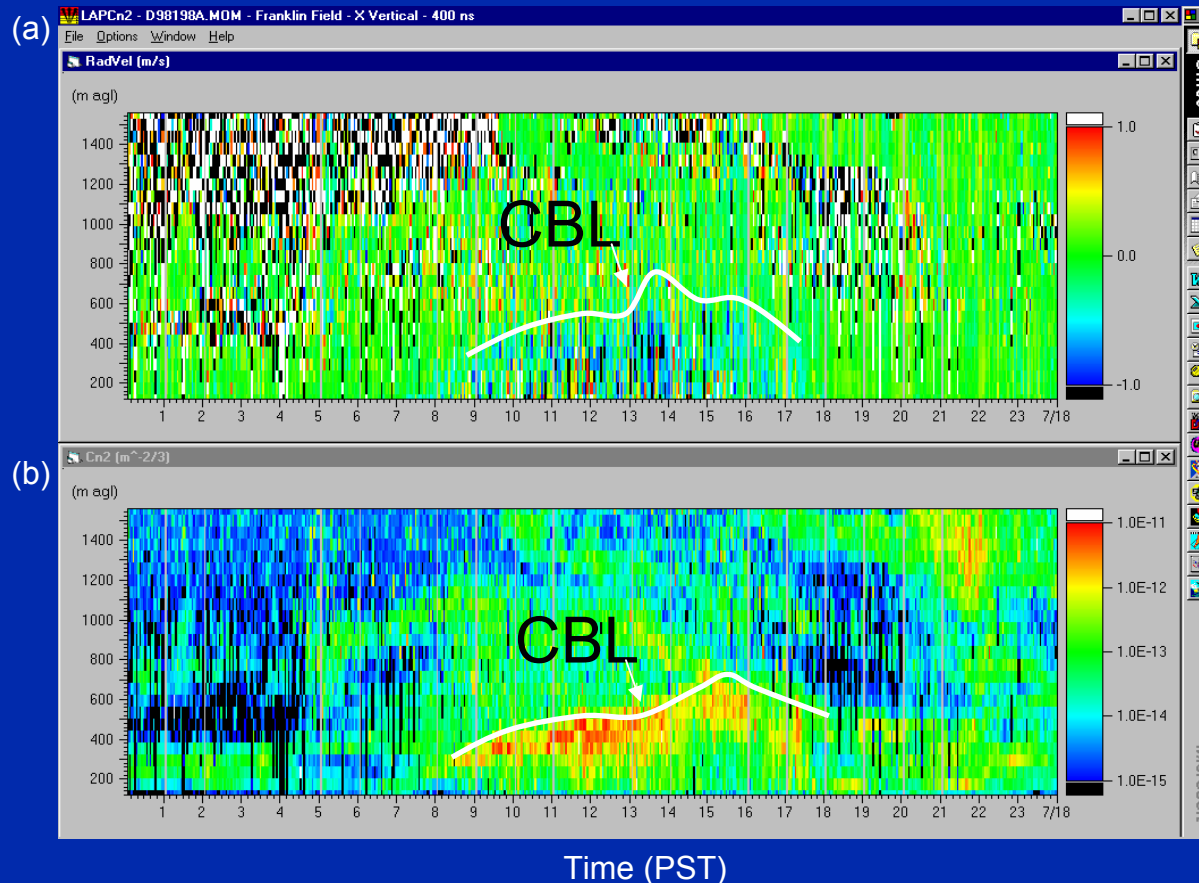 (a)
LAPCn2 - D98198A.MOM - Franklin Field - X Vertical - 400 ns
File Options Window Help
RadVel (m/s)
(m agl)
1400
1200
1000
800
600
400
200
CBL
1.0
0.0
-1.0
1 2 3 4 5 6 7 8 9 10 11 12 13 14 15 16 17 18 19 20 21 22 23 7/18
(b)
Cn2 (m^-2/3)
(m agl)
1400
1200
1000
800
600
400
200
CBL
1.0E-11
1.0E-12
1.0E-13
1.0E-14
1.0E-15
1 2 3 4 5 6 7 8 9 10 11 12 13 14 15 16 17 18 19 20 21 22 23 7/18
Time (PST)